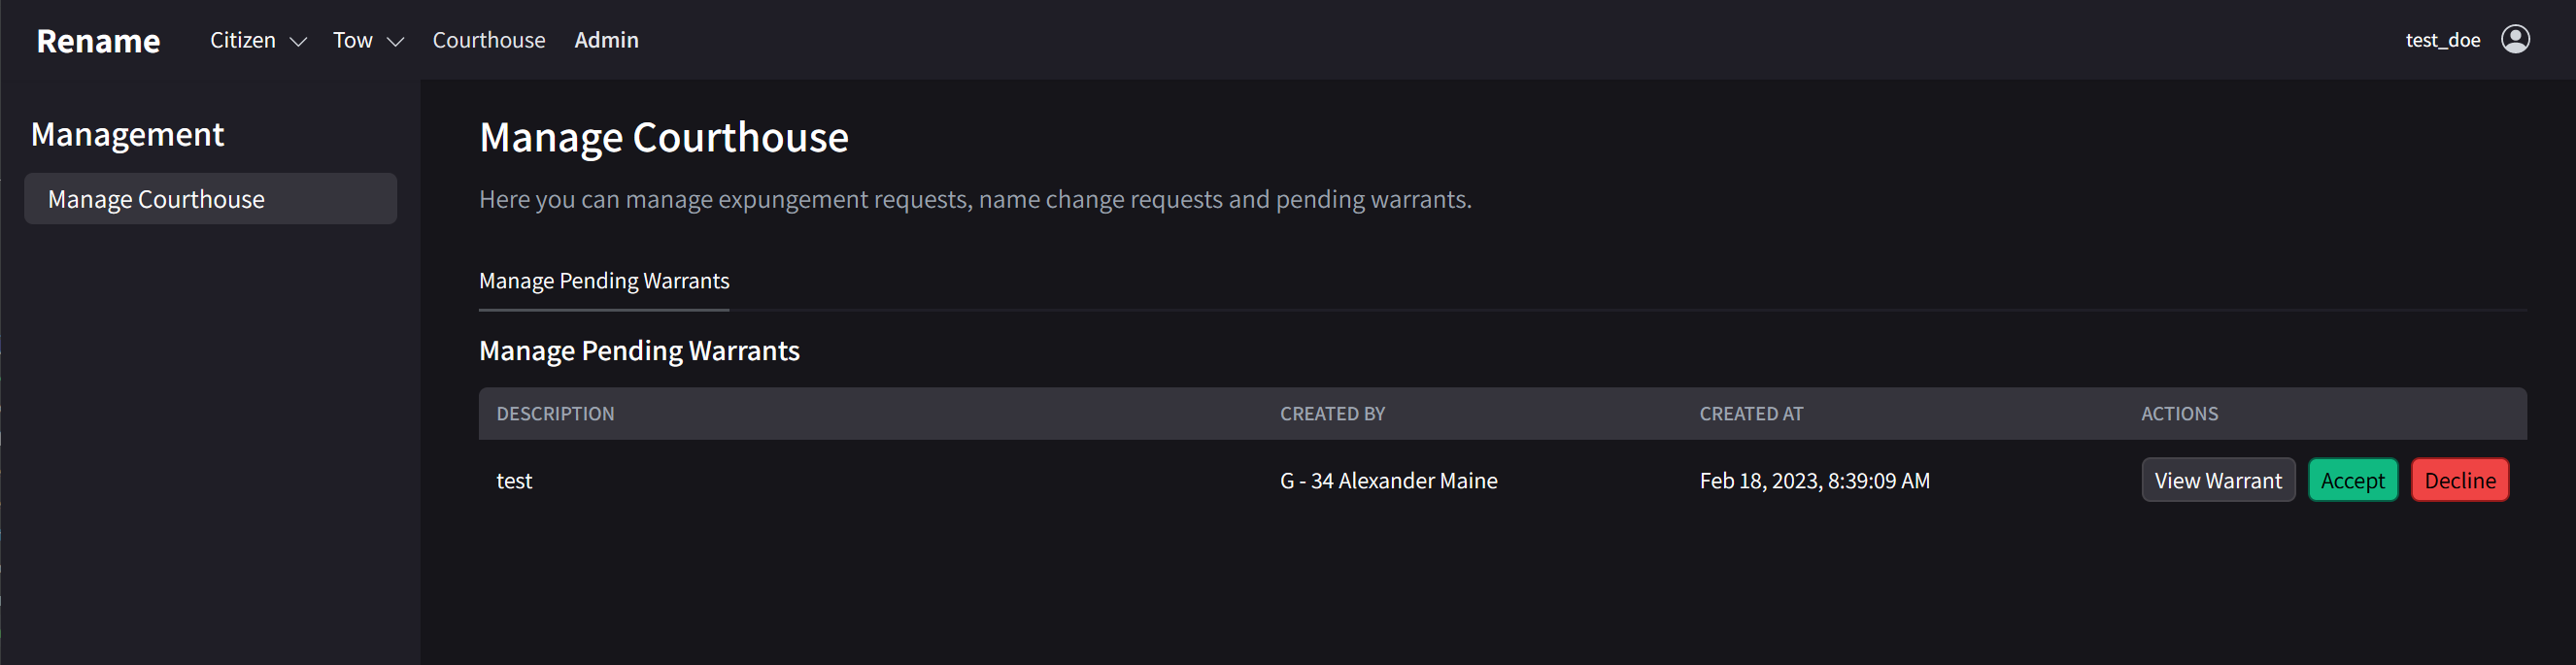 Rename Citizen Tow Courthouse Admin test_doe
Management
Manage Courthouse
Manage Courthouse
Here you can manage expungement requests, name change requests and pending warrants.
Manage Pending Warrants
Manage Pending Warrants
DESCRIPTION CREATED BY CREATED AT ACTIONS
test G - 34 Alexander Maine Feb 18, 2023, 8:39:09 AM View Warrant Accept Decline